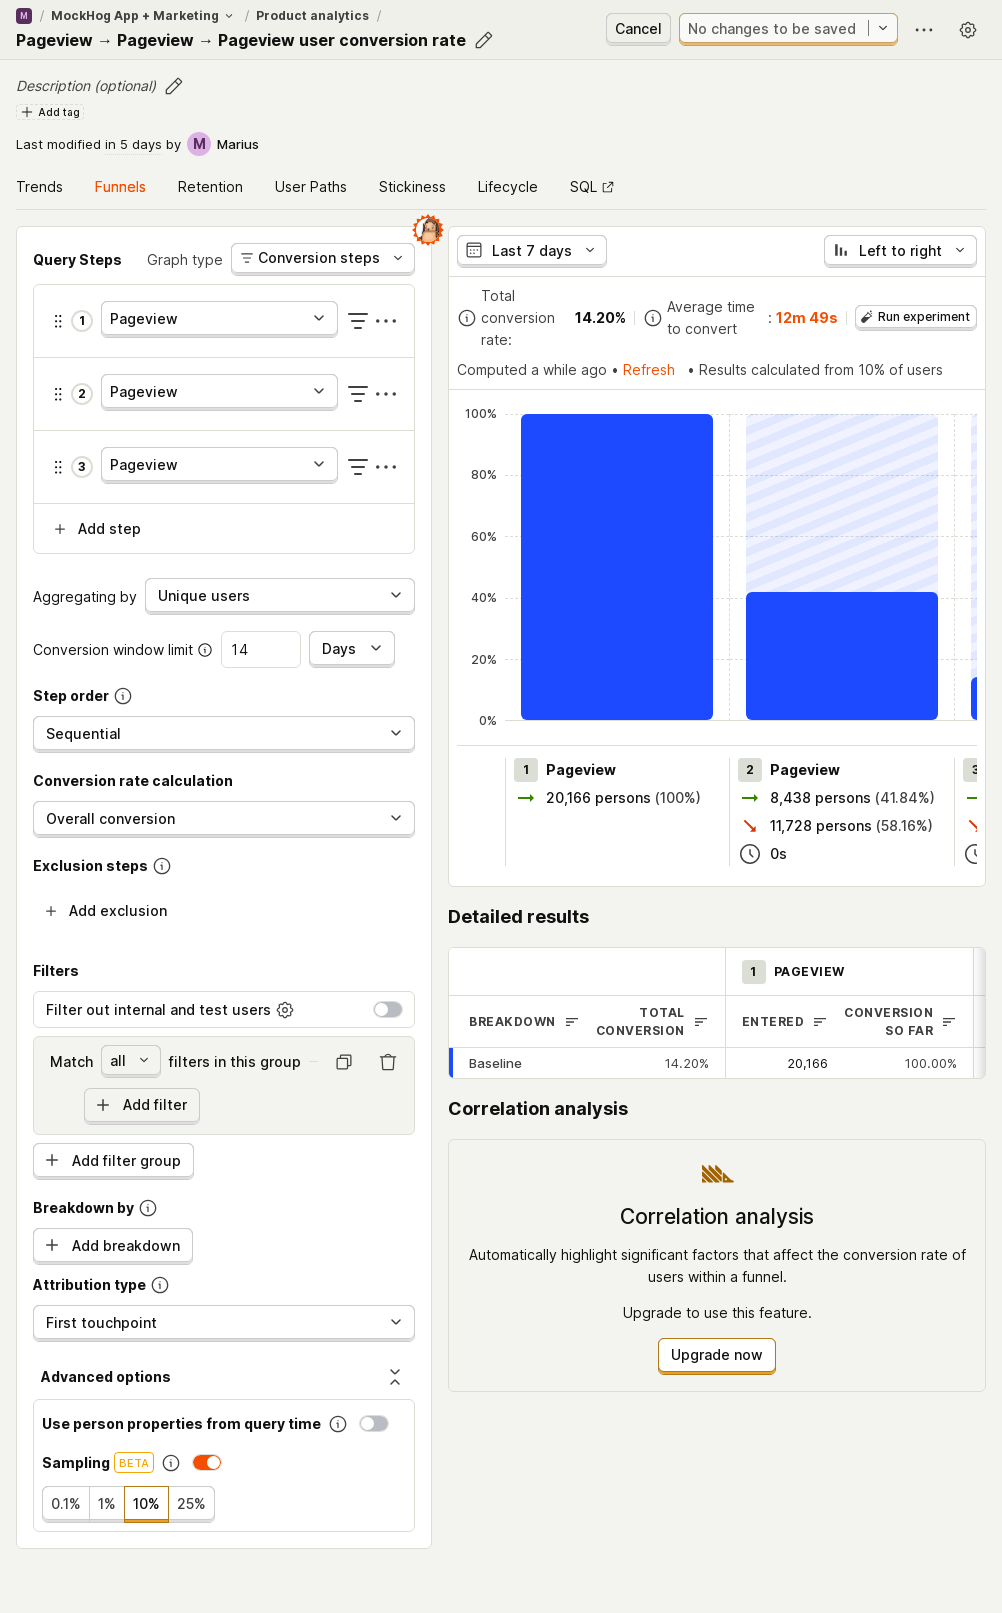 M / MockHog App + Marketing / Product analytics /
Pageview → Pageview → Pageview user conversion rate
Cancel
No changes to be saved
Description (optional)
Add tag
Last modified in 5 days by M Marius
Trends Funnels Retention User Paths Stickiness Lifecycle SQL
Query Steps
Graph type
Conversion steps
1 Pageview
2 Pageview
3 Pageview
Add step
Aggregating by Unique users
Conversion window limit 14 Days
Step order
Sequential
Conversion rate calculation
Overall conversion
Exclusion steps
Add exclusion
Filters
Filter out internal and test users
Match all filters in this group
Add filter
Add filter group
Breakdown by
Add breakdown
Attribution type
First touchpoint
Advanced options
Use person properties from query time
Sampling BETA
0.1% 1% 10% 25%
Last 7 days
Left to right
Total conversion rate: 14.20%
Average time to convert : 12m 49s
Run experiment
Computed a while ago • Refresh • Results calculated from 10% of users
100%
80%
60%
40%
20%
0%
1 Pageview
20,166 persons (100%)
2 Pageview
8,438 persons (41.84%)
11,728 persons (58.16%)
0s
3
Detailed results
1 PAGEVIEW
BREAKDOWN TOTAL CONVERSION ENTERED CONVERSION SO FAR
Baseline 14.20% 20,166 100.00%
Correlation analysis
Correlation analysis
Automatically highlight significant factors that affect the conversion rate of
users within a funnel.
Upgrade to use this feature.
Upgrade now